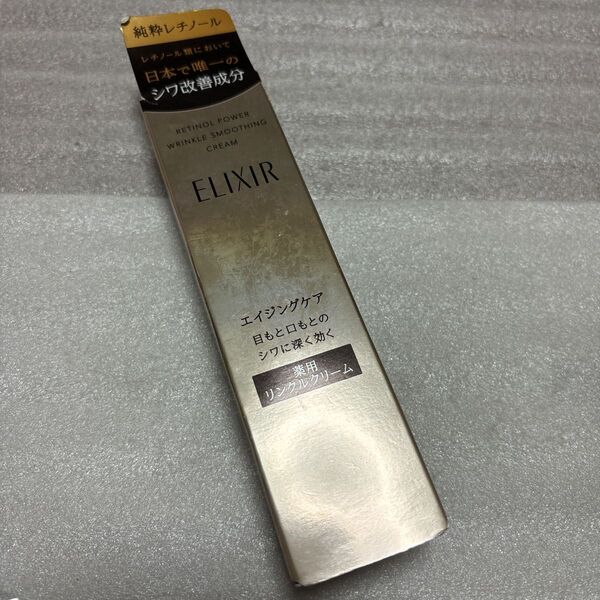 純粋レチノール
レチノール類において
日本で唯一の
シワ改善成分
RETINOL POWER
WRINKLE SMOOTHING
CREAM
ELIXIR
エイジングケア
目もと口もとの
シワに深く効く
薬用
リンクルクリーム